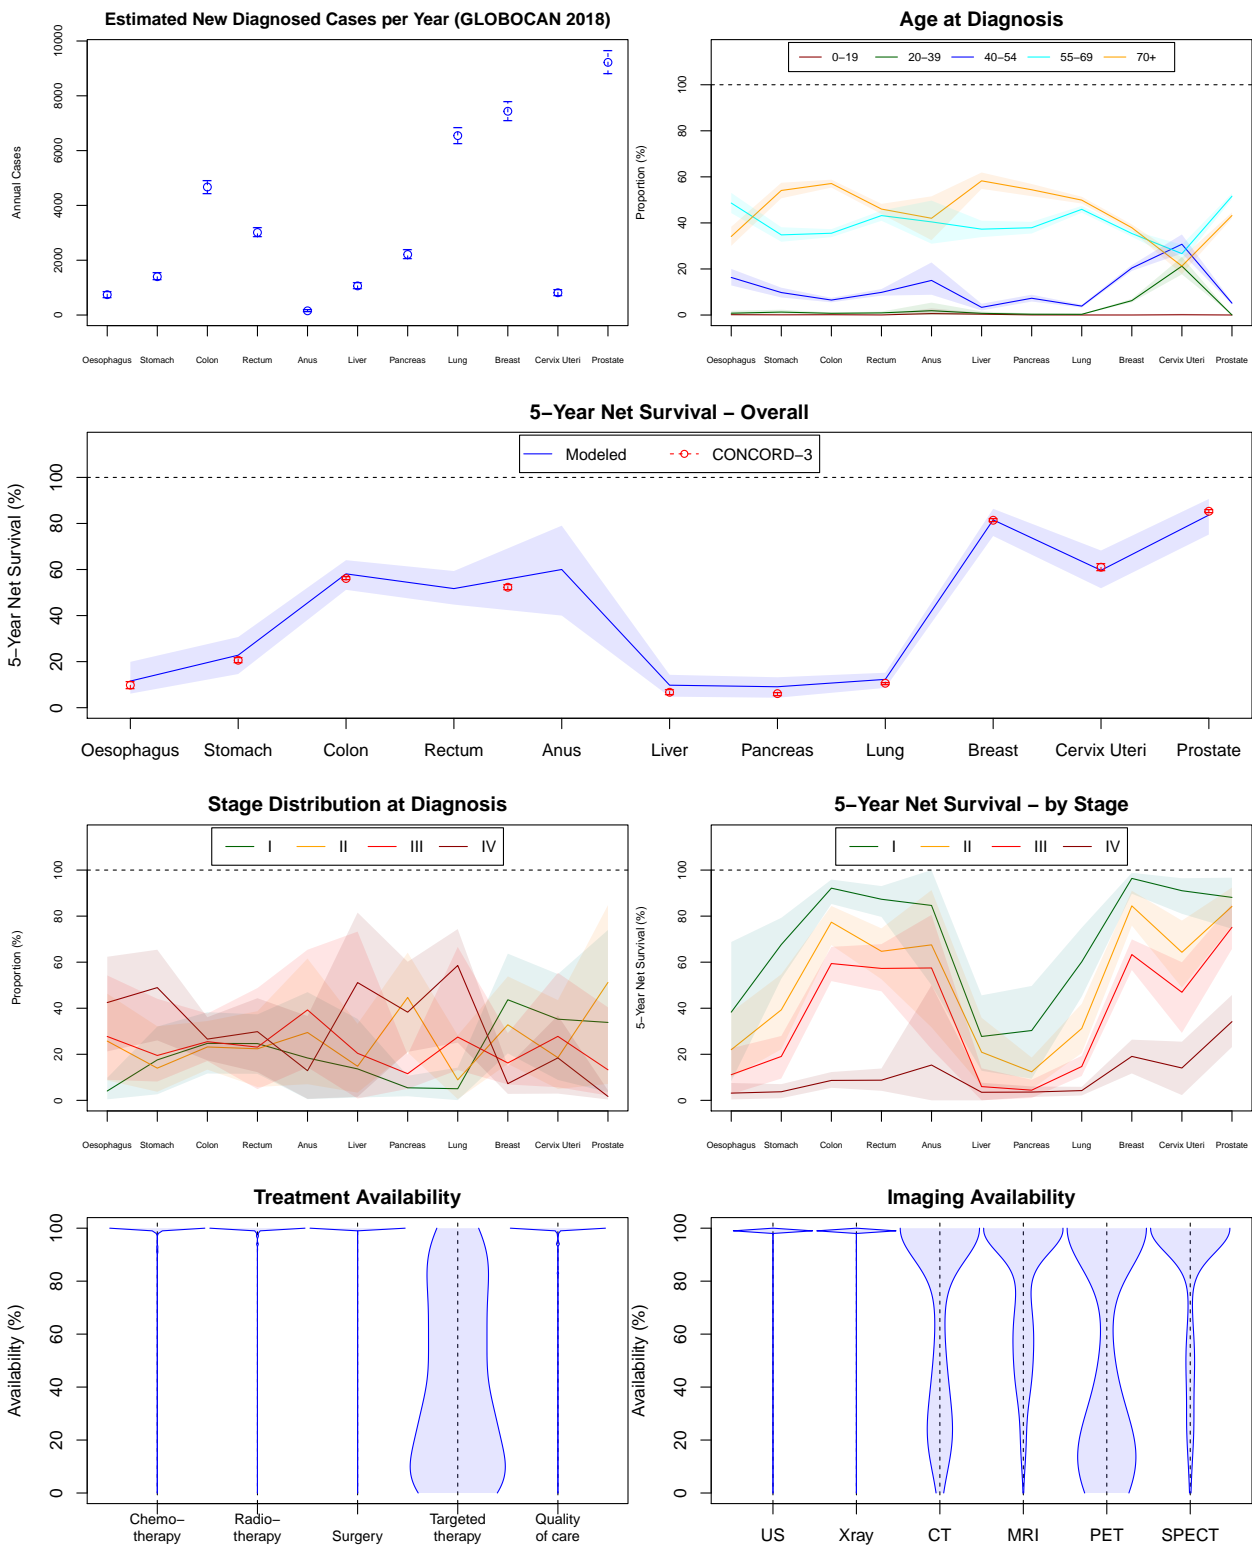 Estimated New Diagnosed Cases per Year (GLOBOCAN 2018)
Annual Cases
0 2000 4000 6000 8000 10000
Oesophagus Stomach Colon Rectum Anus Liver Pancreas Lung Breast Cervix Uteri Prostate
Age at Diagnosis
0−19 20−39 40−54 55−69 70+
Proportion (%)
0 20 40 60 80 100
Oesophagus Stomach Colon Rectum Anus Liver Pancreas Lung Breast Cervix Uteri Prostate
5−Year Net Survival − Overall
Modeled CONCORD−3
5−Year Net Survival (%)
0 20 40 60 80 100
Oesophagus Stomach Colon Rectum Anus Liver Pancreas Lung Breast Cervix Uteri Prostate
Stage Distribution at Diagnosis
I II III IV
Proportion (%)
0 20 40 60 80 100
Oesophagus Stomach Colon Rectum Anus Liver Pancreas Lung Breast Cervix Uteri Prostate
5−Year Net Survival − by Stage
I II III IV
5−Year Net Survival (%)
0 20 40 60 80 100
Oesophagus Stomach Colon Rectum Anus Liver Pancreas Lung Breast Cervix Uteri Prostate
Treatment Availability
Availability (%)
0 20 40 60 80 100
Chemo− Radio− Targeted Quality
therapy therapy Surgery therapy of care
Imaging Availability
Availability (%)
0 20 40 60 80 100
US Xray CT MRI PET SPECT